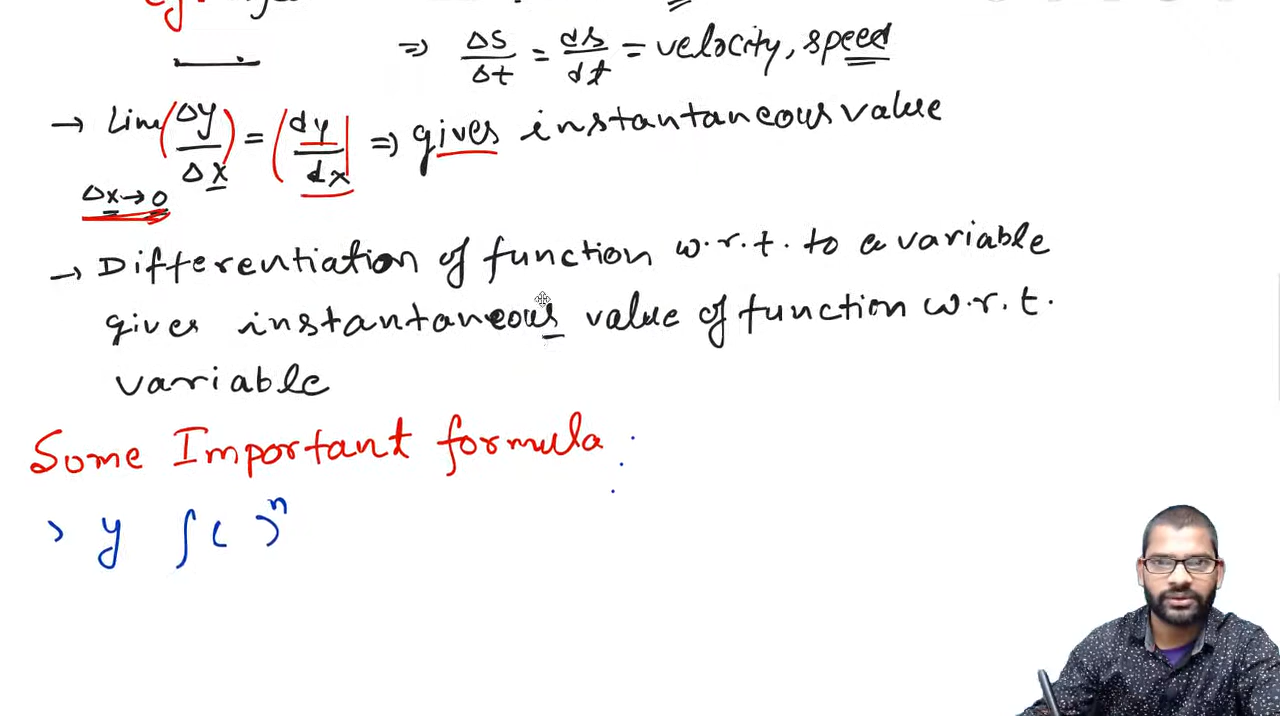 ⇒ Δs/Δt = ds/dt = velocity, speed
→ Lim (Δy/Δx) = (dy/dx) ⇒ gives instantaneous value
Δx→0
→ Differentiation of function w.r.t. to a variable
gives instantaneous value of function w.r.t.
variable
Some Important formula :
y ∫( )ⁿ